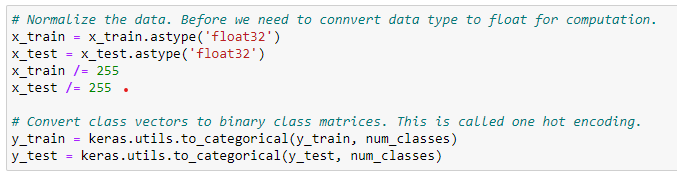 # Normalize the data. Before we need to connvert data type to float for computation.
x_train = x_train.astype('float32')
x_test = x_test.astype('float32')
x_train /= 255
x_test /= 255
# Convert class vectors to binary class matrices. This is called one hot encoding.
y_train = keras.utils.to_categorical(y_train, num_classes)
y_test = keras.utils.to_categorical(y_test, num_classes)